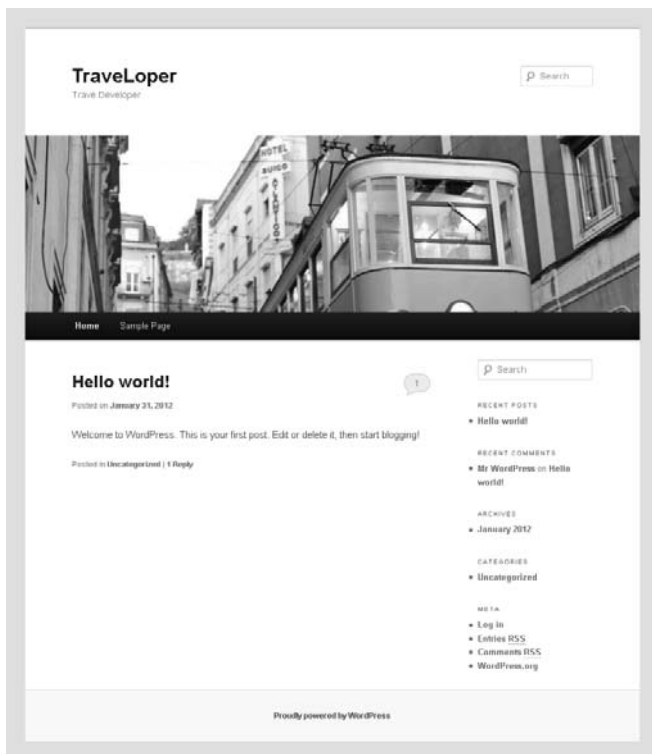 TraveLoper
Search
Trave Developer
HOTEL
Home Sample Page
Search
Hello world!
1
Posted on January 31, 2012
Welcome to WordPress. This is your first post. Edit or delete it, then start blogging!
Posted in Uncategorized | 1 Reply
RECENT POSTS
Hello world!
RECENT COMMENTS
Mr WordPress on Hello
world!
ARCHIVES
January 2012
CATEGORIES
Uncategorized
META
Log in
Entries RSS
Comments RSS
WordPress.org
Proudly powered by WordPress